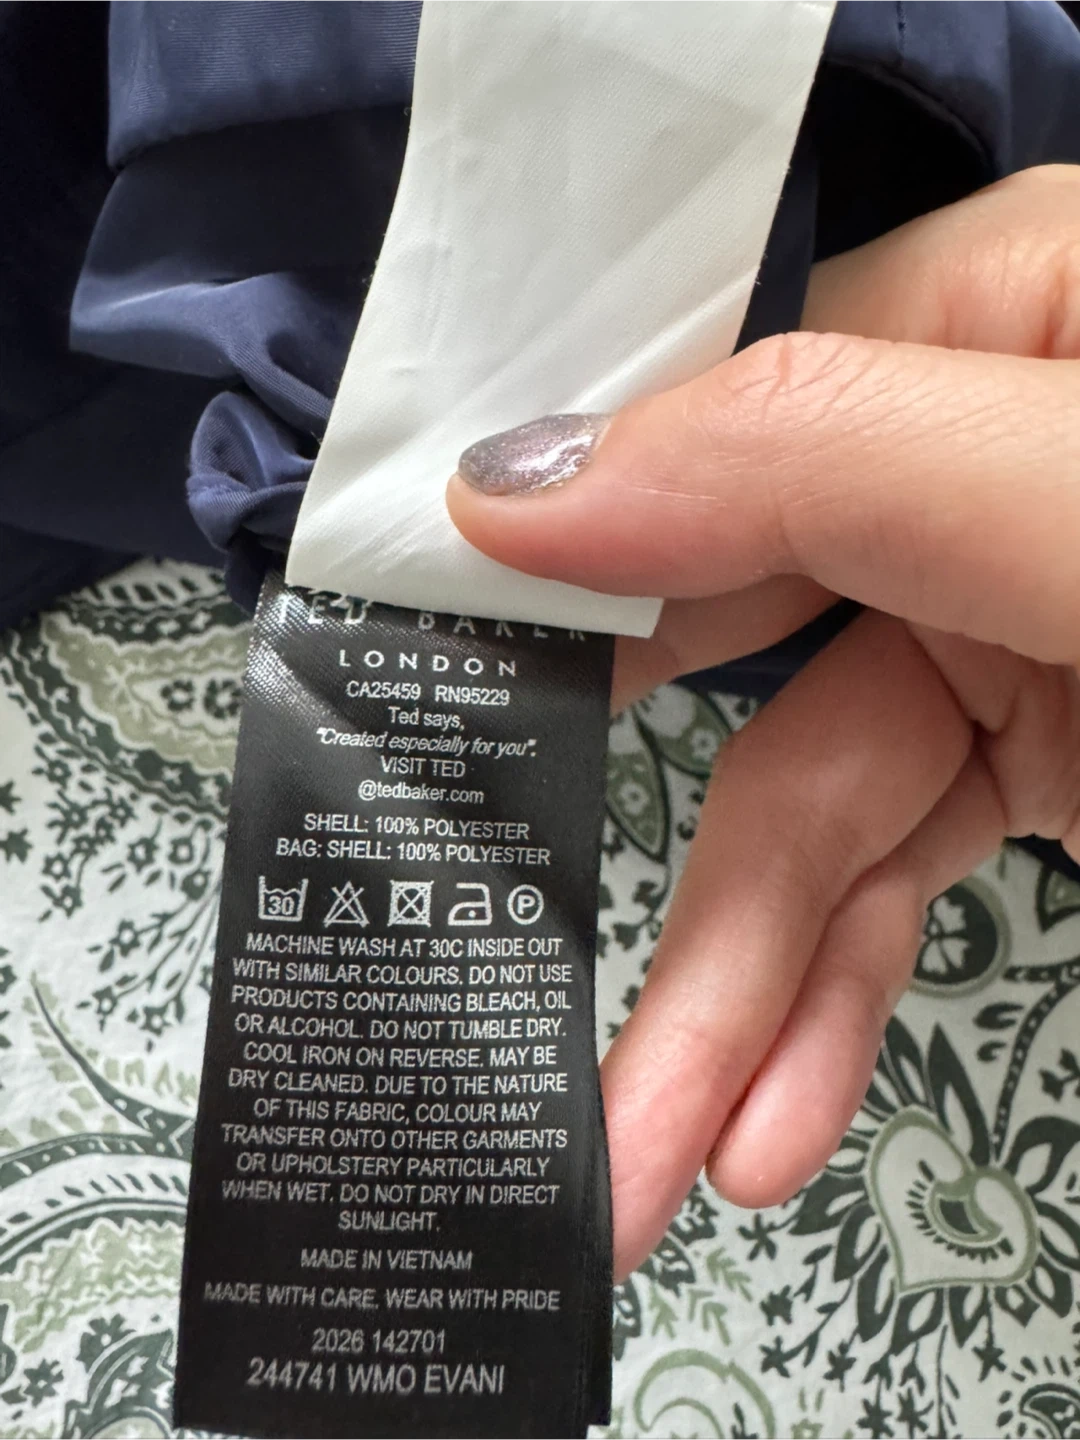 TED BAKER
LONDON
CA25459 RN95229
Ted says,
"Created especially for you".
VISIT TED
@tedbaker.com
SHELL: 100% POLYESTER
BAG: SHELL: 100% POLYESTER
30 P
MACHINE WASH AT 30C INSIDE OUT
WITH SIMILAR COLOURS. DO NOT USE
PRODUCTS CONTAINING BLEACH, OIL
OR ALCOHOL. DO NOT TUMBLE DRY.
COOL IRON ON REVERSE. MAY BE
DRY CLEANED. DUE TO THE NATURE
OF THIS FABRIC, COLOUR MAY
TRANSFER ONTO OTHER GARMENTS
OR UPHOLSTERY PARTICULARLY
WHEN WET. DO NOT DRY IN DIRECT
SUNLIGHT.
MADE IN VIETNAM
MADE WITH CARE. WEAR WITH PRIDE
2026 142701
244741 WMO EVANI